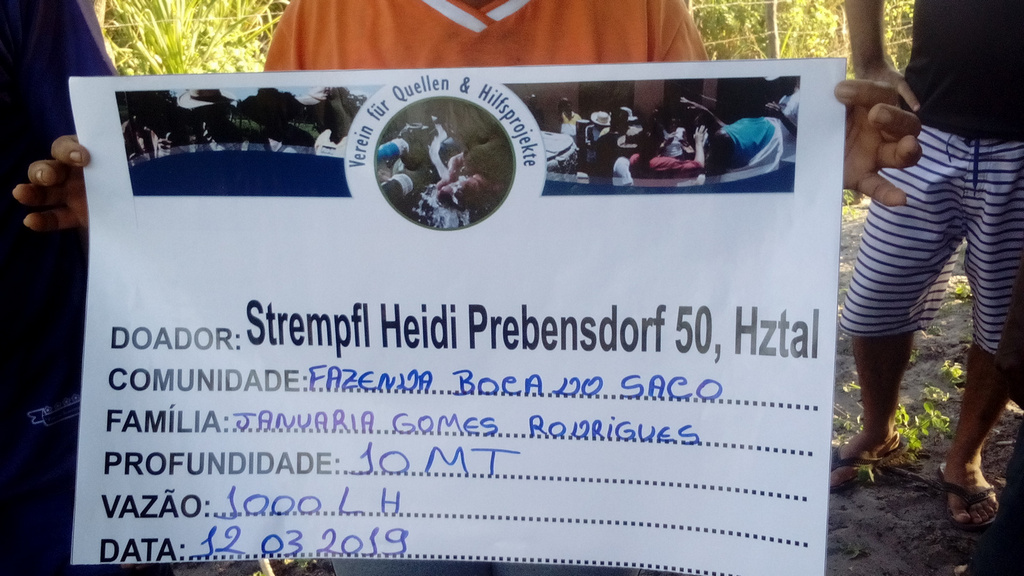 Verein für Quellen & Hilfsprojekte
DOADOR: Strempfl Heidi Prebensdorf 50, Hztal
COMUNIDADE: FAZENDA BOCA DO SACO
FAMÍLIA: JANUARIA GOMES RODRIGUES
PROFUNDIDADE: 10 MT
VAZÃO: 1000 L H
DATA: 12 03 2019